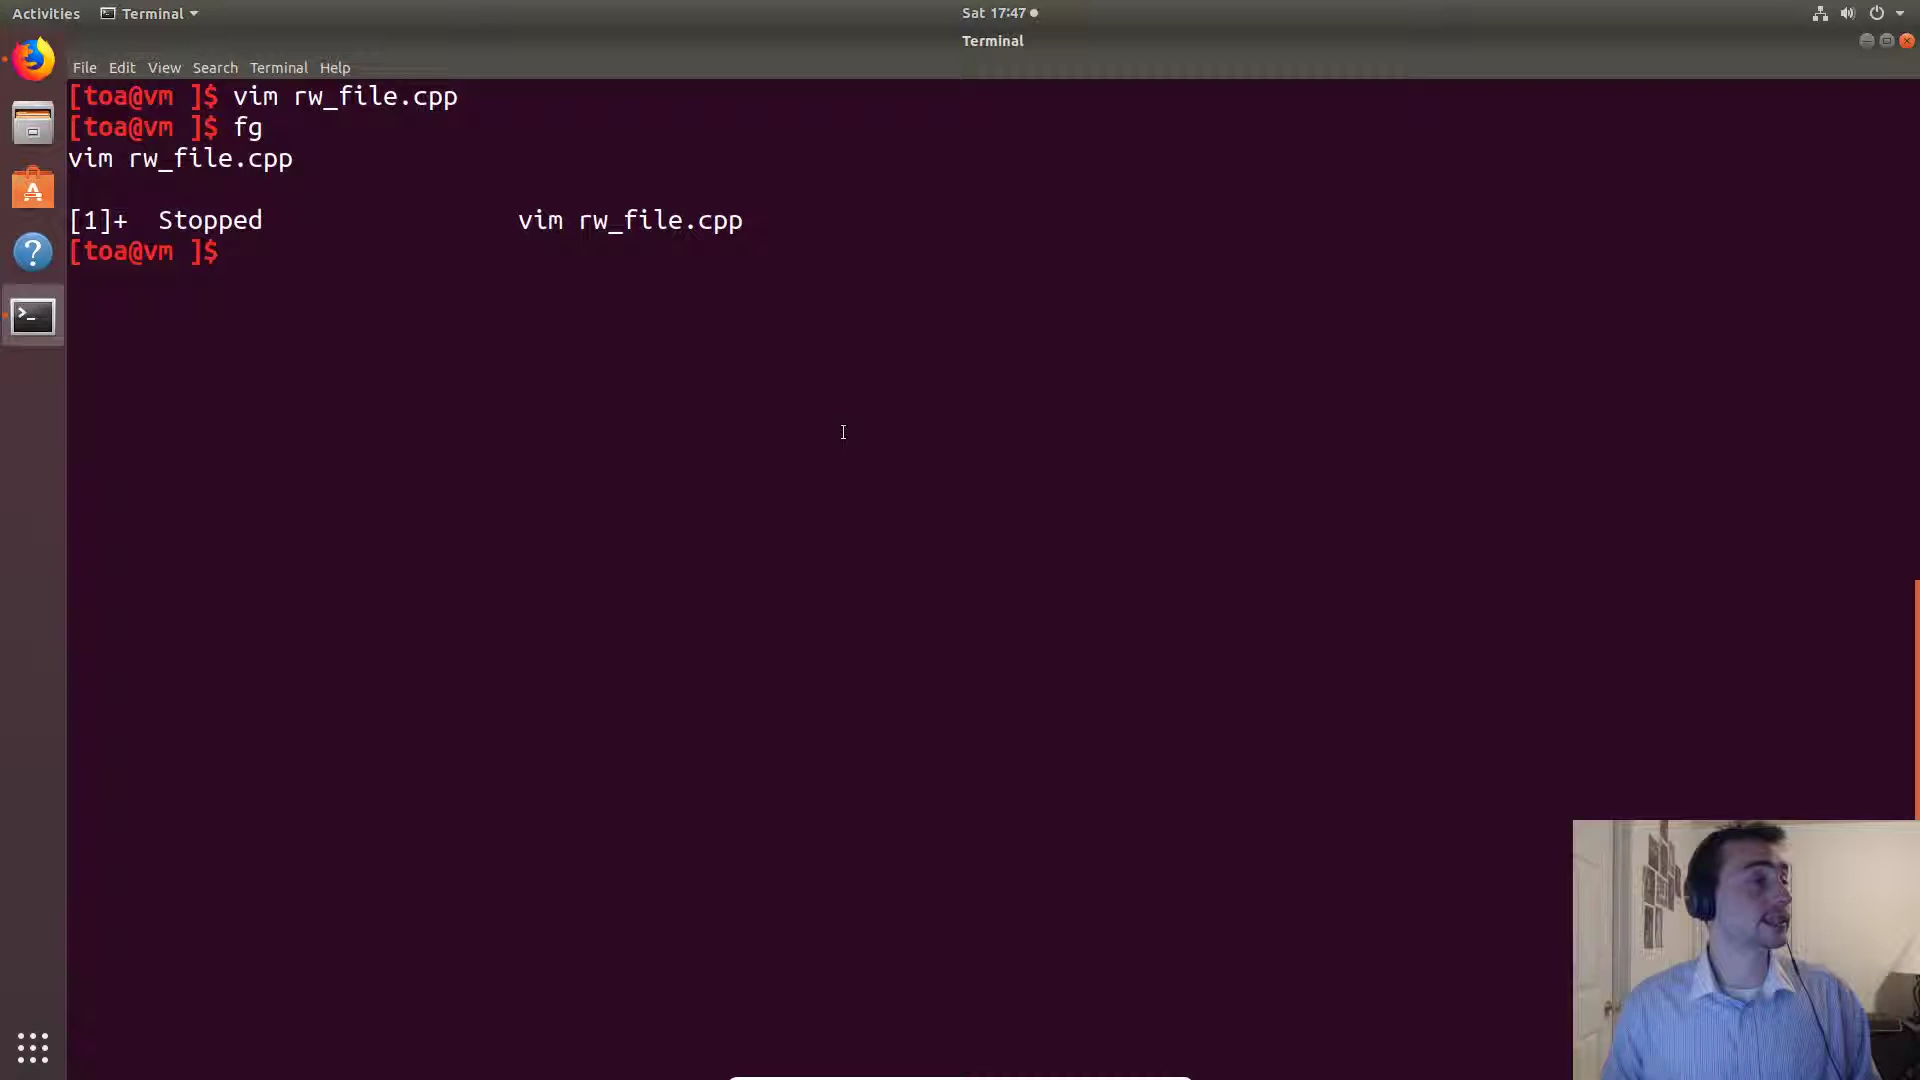 Activities Terminal Sat 17:47
Terminal
File Edit View Search Terminal Help
[toa@vm ]$ vim rw_file.cpp
[toa@vm ]$ fg
vim rw_file.cpp
[1]+  Stopped                 vim rw_file.cpp
[toa@vm ]$